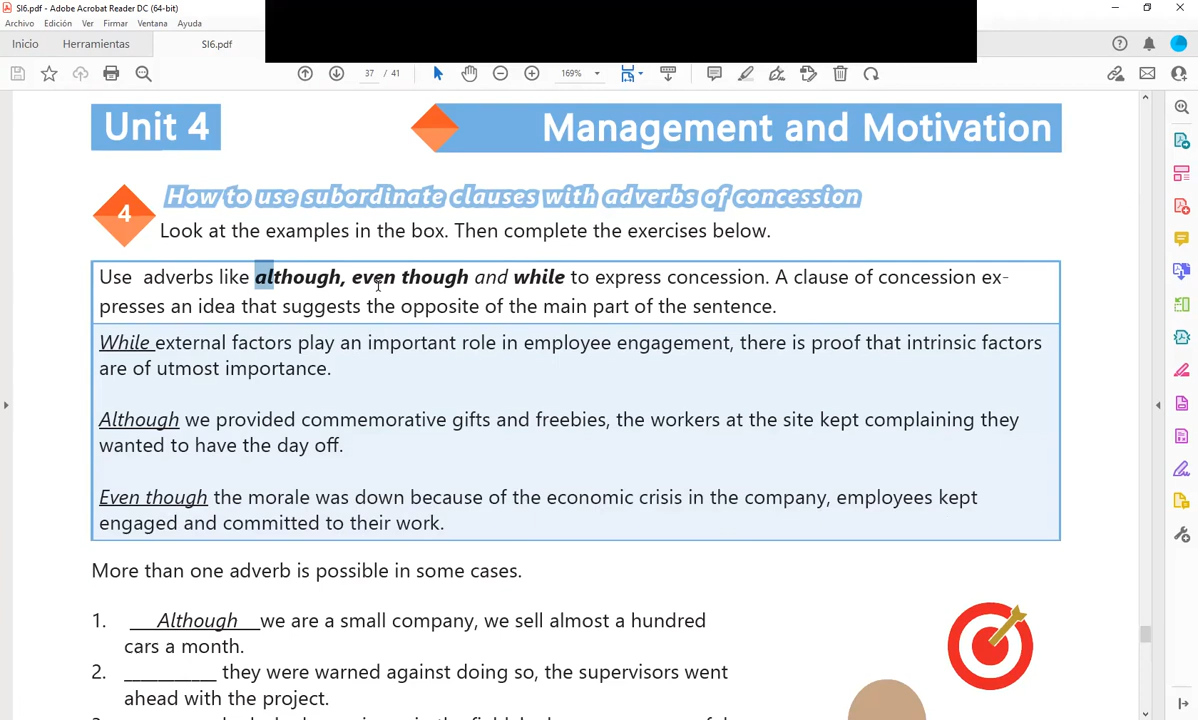 SI6.pdf - Adobe Acrobat Reader DC (64-bit)
Archivo Edición Ver Firmar Ventana Ayuda
Inicio Herramientas SI6.pdf
37 / 41 169%
Unit 4 Management and Motivation
4 How to use subordinate clauses with adverbs of concession
Look at the examples in the box. Then complete the exercises below.
Use adverbs like although, even though and while to express concession. A clause of concession ex-
presses an idea that suggests the opposite of the main part of the sentence.
While external factors play an important role in employee engagement, there is proof that intrinsic factors
are of utmost importance.
Although we provided commemorative gifts and freebies, the workers at the site kept complaining they
wanted to have the day off.
Even though the morale was down because of the economic crisis in the company, employees kept
engaged and committed to their work.
More than one adverb is possible in some cases.
1. ___Although___we are a small company, we sell almost a hundred
cars a month.
2. ___________ they were warned against doing so, the supervisors went
ahead with the project.